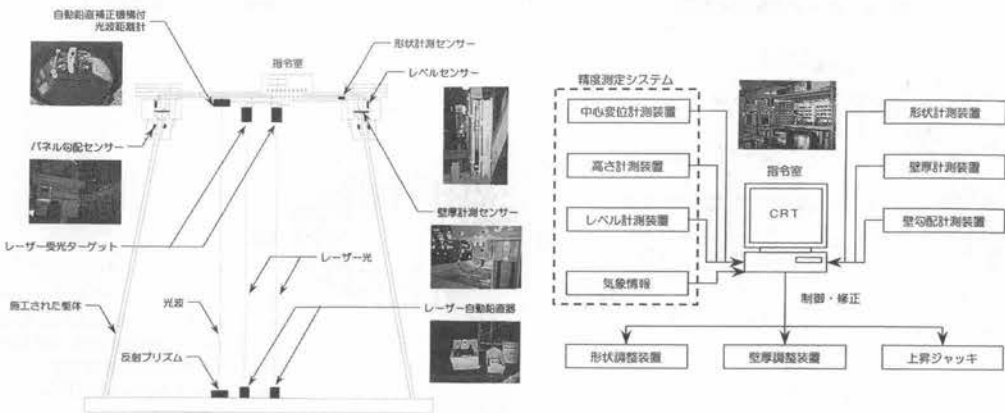 自動鉛直補正機構付
光波距離計
形状計測センサー
指令室
レベルセンサー
パネル勾配センサー
壁厚計測センサー
レーザー受光ターゲット
レーザー光
施工された躯体
光波
レーザー自動鉛直器
反射プリズム
精度測定システム
中心変位計測装置
形状計測装置
高さ計測装置
指令室
壁厚計測装置
CRT
レベル計測装置
壁勾配計測装置
気象情報
制御・修正
形状調整装置
壁厚調整装置
上昇ジャッキ